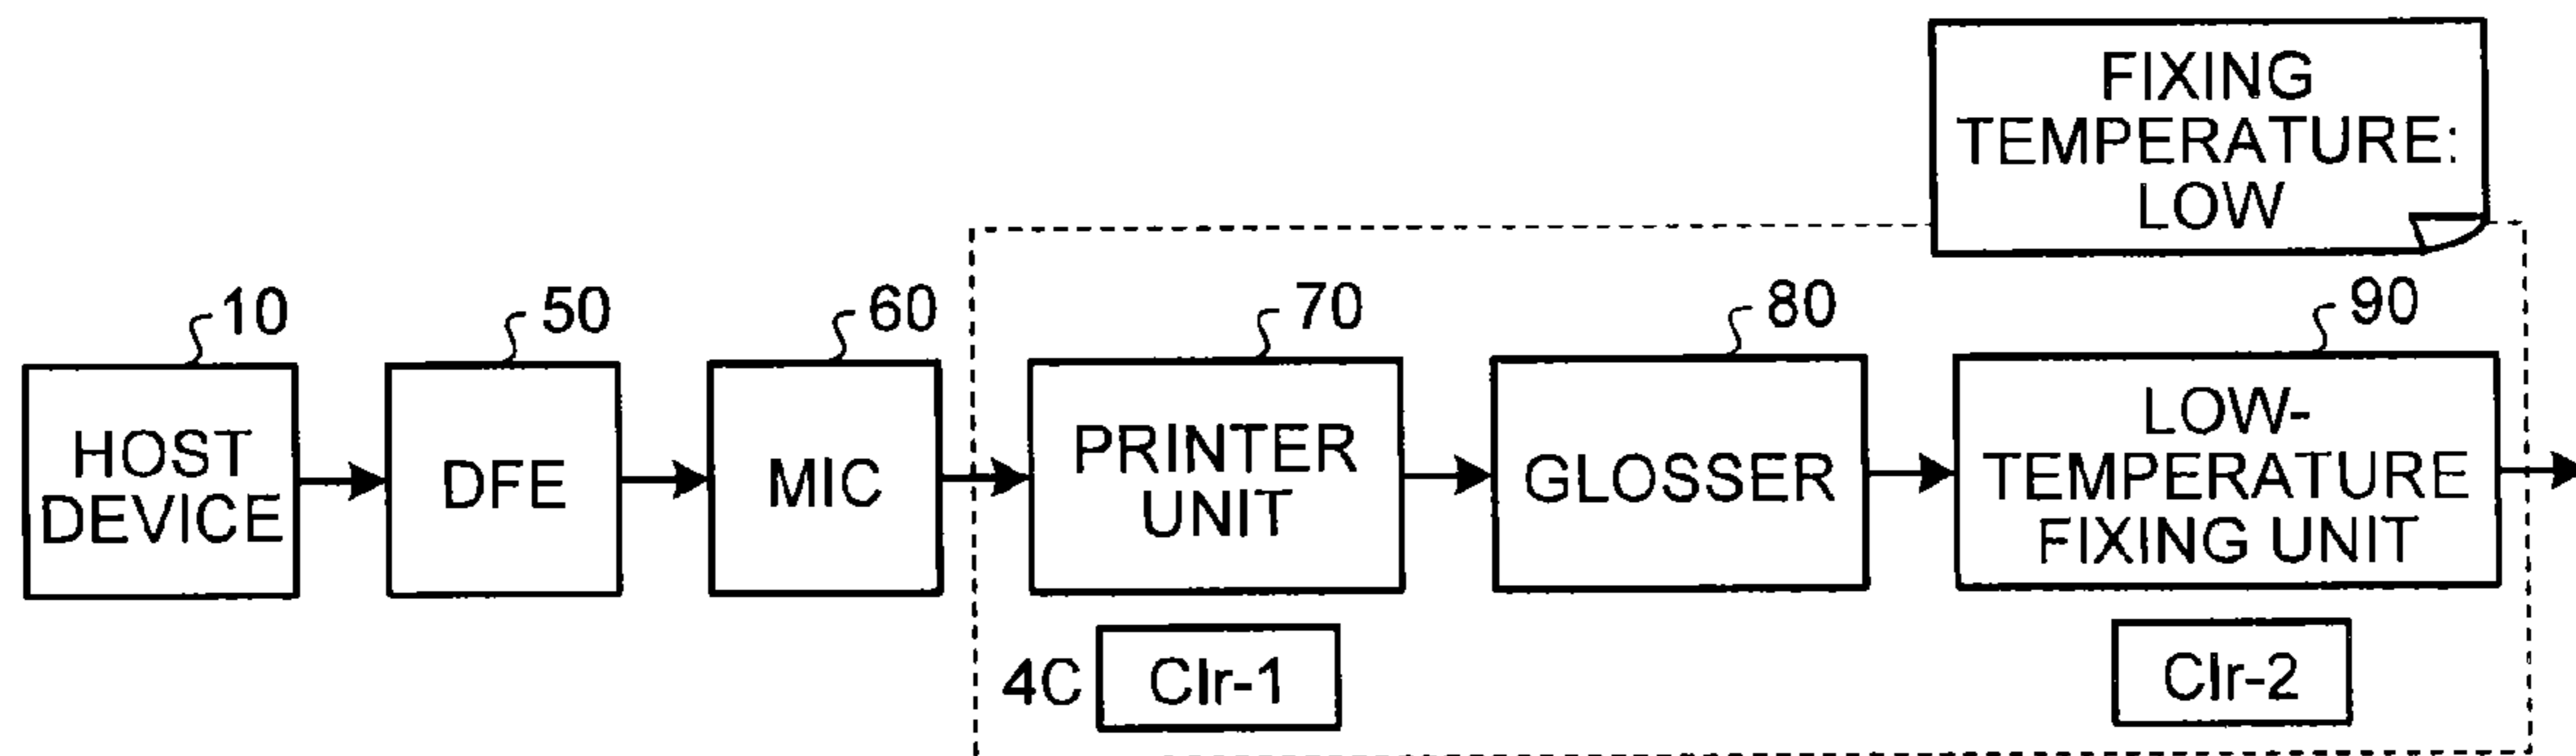 FIXING
TEMPERATURE:
LOW
10
50
60
70
80
90
HOST
DEVICE
DFE
MIC
PRINTER
UNIT
GLOSSER
LOW-
TEMPERATURE
FIXING UNIT
4C
Clr-1
Clr-2